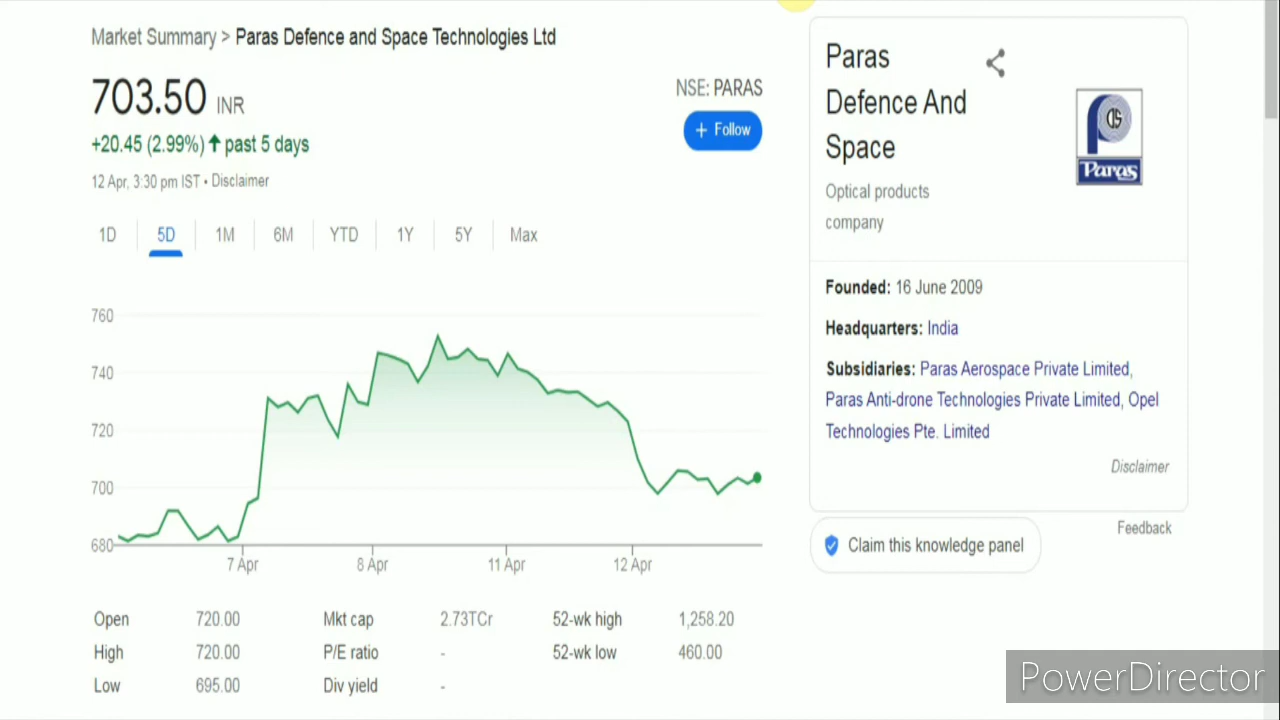 Market Summary > Paras Defence and Space Technologies Ltd
703.50 INR
+20.45 (2.99%) ↑ past 5 days
12 Apr, 3:30 pm IST • Disclaimer
NSE: PARAS
+ Follow
1D 5D 1M 6M YTD 1Y 5Y Max
760
740
720
700
680
7 Apr 8 Apr 11 Apr 12 Apr
Open 720.00 Mkt cap 2.73TCr 52-wk high 1,258.20
High 720.00 P/E ratio - 52-wk low 460.00
Low 695.00 Div yield -
Paras
Defence And
Space
Optical products
company
Paras
Founded: 16 June 2009
Headquarters: India
Subsidiaries: Paras Aerospace Private Limited,
Paras Anti-drone Technologies Private Limited, Opel
Technologies Pte. Limited
Disclaimer
Feedback
Claim this knowledge panel
PowerDirector